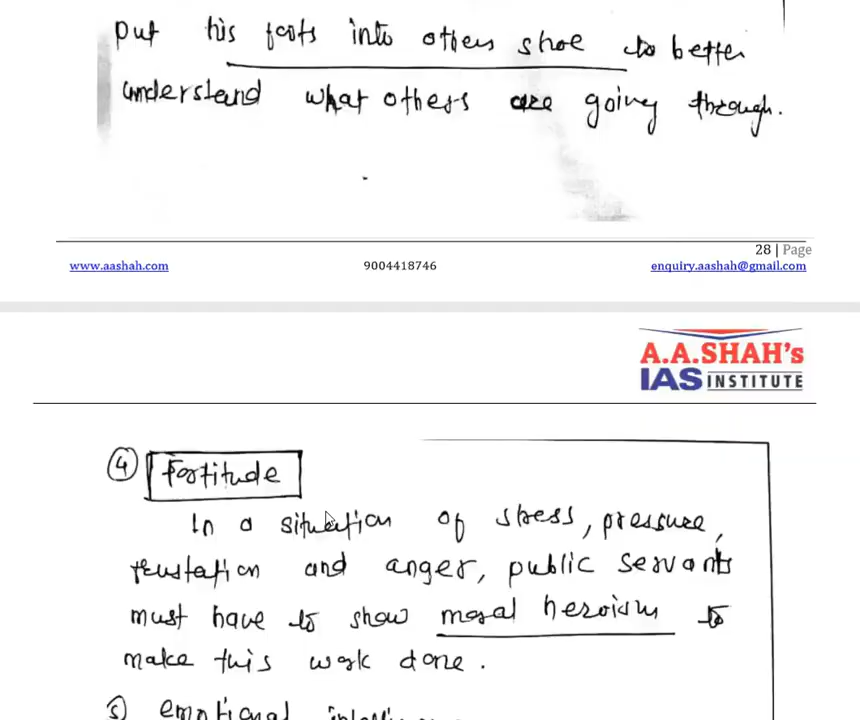 put his foots into others shoe to better
understand what others are going through.
28 | Page
www.aashah.com 9004418746 enquiry.aashah@gmail.com
A.A.SHAH's
IAS INSTITUTE
④ Fortitude
In a situation of stress, pressure,
frustation and anger, public servants
must have to show moral heroism to
make this work done.
⑤ emotional